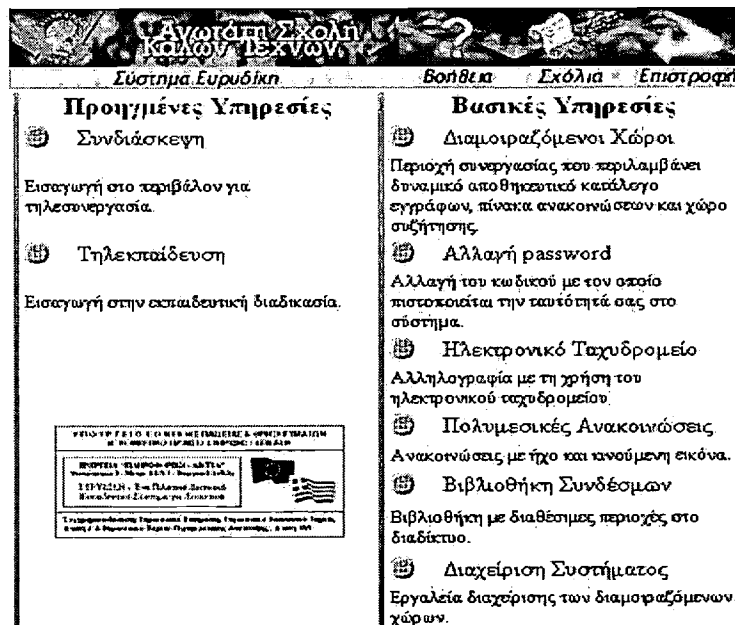 Ανωτάτη Σχολή
Καλών Τεχνών
Σύστημα Ευρυδίκη
Βοήθεια Σχόλια Επιστροφή
Προηγμένες Υπηρεσίες
Συνδιάσκεψη
Εισαγωγή στο περιβάλον για
τηλεσυνεργασία.
Τηλεκπαίδευση
Εισαγωγή στην εκπαιδευτική διαδικασία.
Βασικές Υπηρεσίες
Διαμοιραζόμενοι Χώροι
Περιοχή συνεργασίας που περιλαμβάνει
δυναμικό αποθηκευτικό κατάλογο
εγγράφων, πίνακα ανακοινώσεων και χώρο
συζήτησης.
Αλλαγή password
Αλλαγή του κωδικού με τον οποίο
πιστοποιείται την ταυτότητά σας στο
σύστημα.
Ηλεκτρονικό Ταχυδρομείο
Αλληλογραφία με τη χρήση του
ηλεκτρονικού ταχυδρομείου
Πολυμεσικές Ανακοινώσεις
Ανακοινώσεις με ήχο και κινούμενη εικόνα.
Βιβλιοθήκη Συνδέσμων
Βιβλιοθήκη με διαθέσιμες περιοχές στο
διαδίκτυο.
Διαχείριση Συστήματος
Εργαλεία διαχείρισης των διαμοιραζόμενων
χώρων.